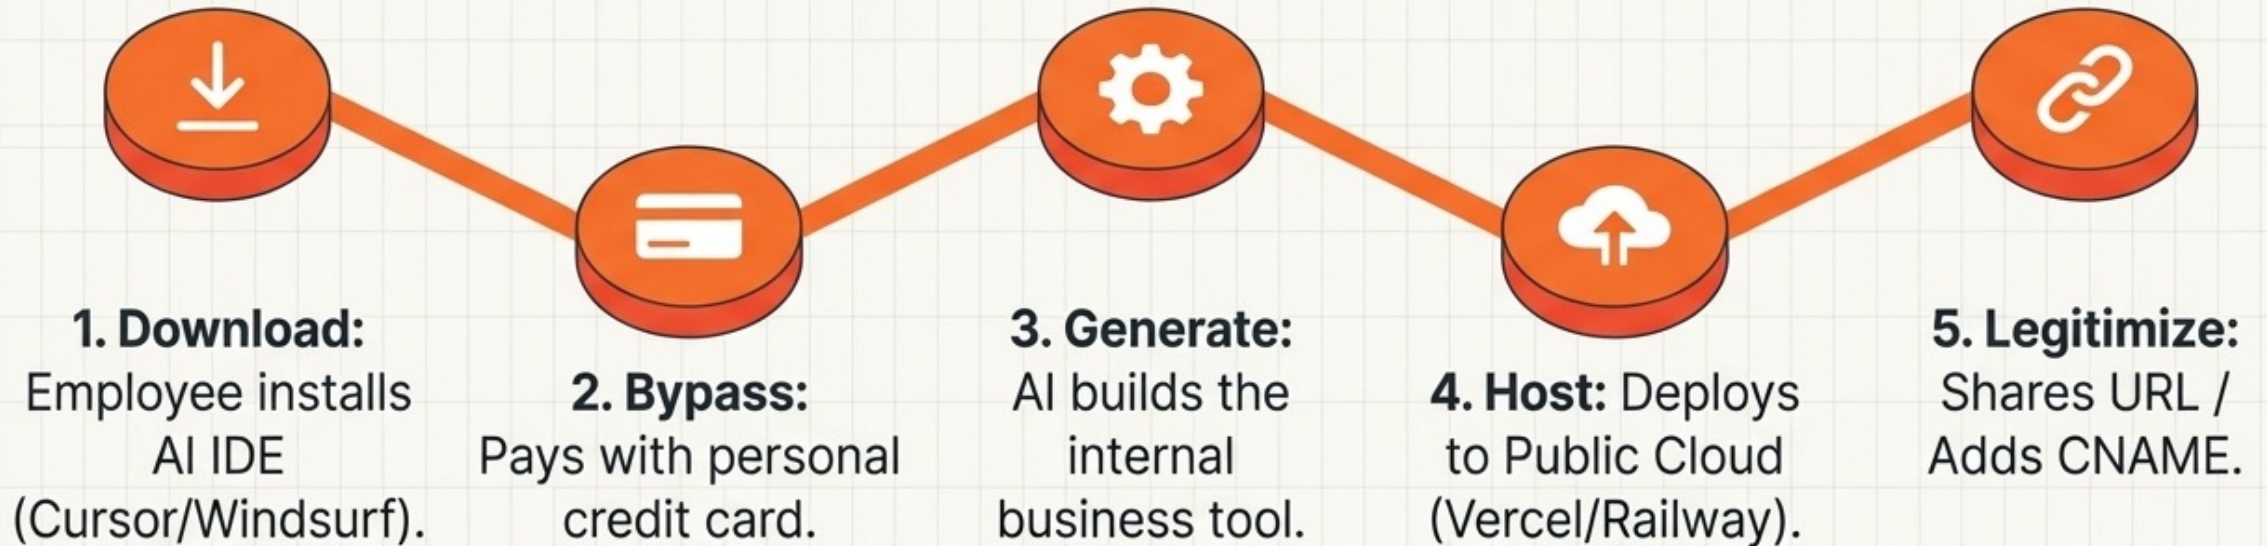 1. Download:
Employee installs
AI IDE
(Cursor/Windsurf).
2. Bypass:
Pays with personal
credit card.
3. Generate:
AI builds the
internal
business tool.
4. Host: Deploys
to Public Cloud
(Vercel/Railway).
5. Legitimize:
Shares URL /
Adds CNAME.